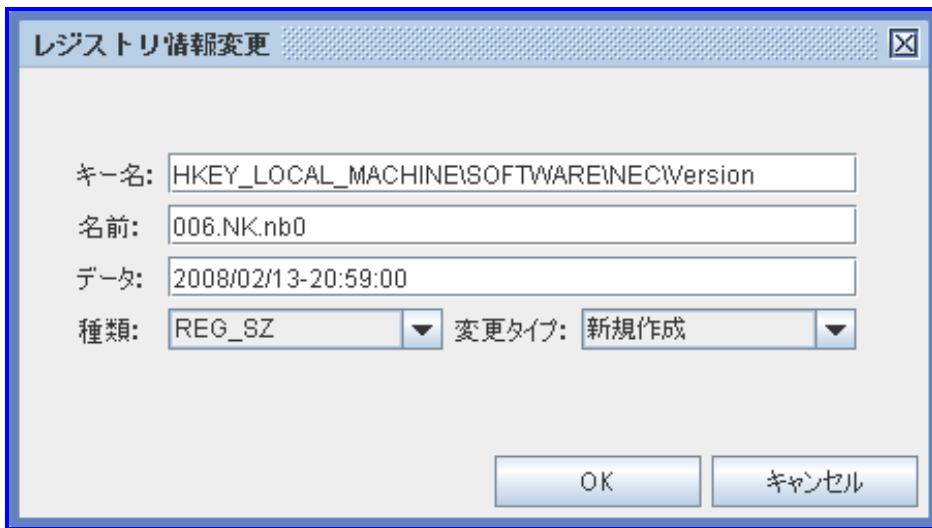 レジストリ情報変更
キー名: HKEY_LOCAL_MACHINE\SOFTWARE\NEC\Version
名前: 006.NK.nb0
データ: 2008/02/13-20:59:00
種類: REG_SZ 変更タイプ: 新規作成
OK キャンセル